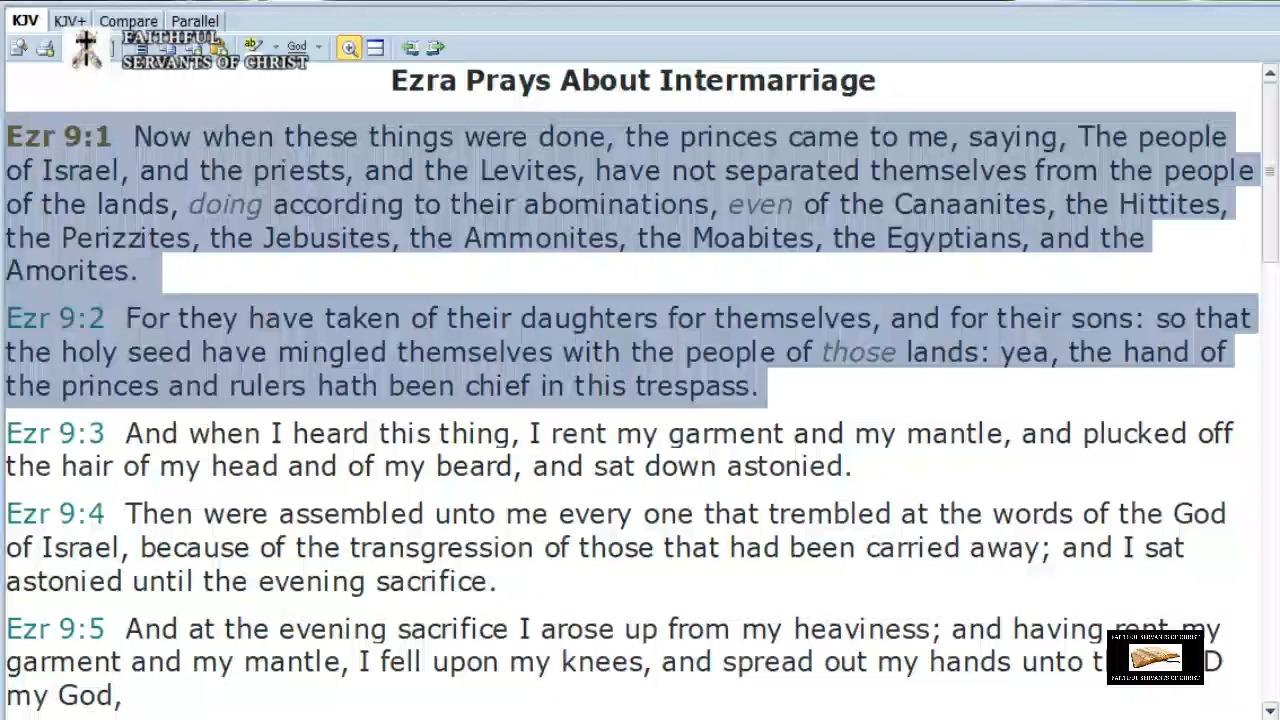 KJV KJV+ Compare Parallel
God
FAITHFUL
SERVANTS OF CHRIST
Ezra Prays About Intermarriage
Ezr 9:1 Now when these things were done, the princes came to me, saying, The people
of Israel, and the priests, and the Levites, have not separated themselves from the people
of the lands, doing according to their abominations, even of the Canaanites, the Hittites,
the Perizzites, the Jebusites, the Ammonites, the Moabites, the Egyptians, and the
Amorites.
Ezr 9:2 For they have taken of their daughters for themselves, and for their sons: so that
the holy seed have mingled themselves with the people of those lands: yea, the hand of
the princes and rulers hath been chief in this trespass.
Ezr 9:3 And when I heard this thing, I rent my garment and my mantle, and plucked off
the hair of my head and of my beard, and sat down astonied.
Ezr 9:4 Then were assembled unto me every one that trembled at the words of the God
of Israel, because of the transgression of those that had been carried away; and I sat
astonied until the evening sacrifice.
Ezr 9:5 And at the evening sacrifice I arose up from my heaviness; and having rent my
garment and my mantle, I fell upon my knees, and spread out my hands unto
my God,
FAITHFUL SERVANTS OF CHRIST
FAITHFUL SERVANTS OF CHRIST